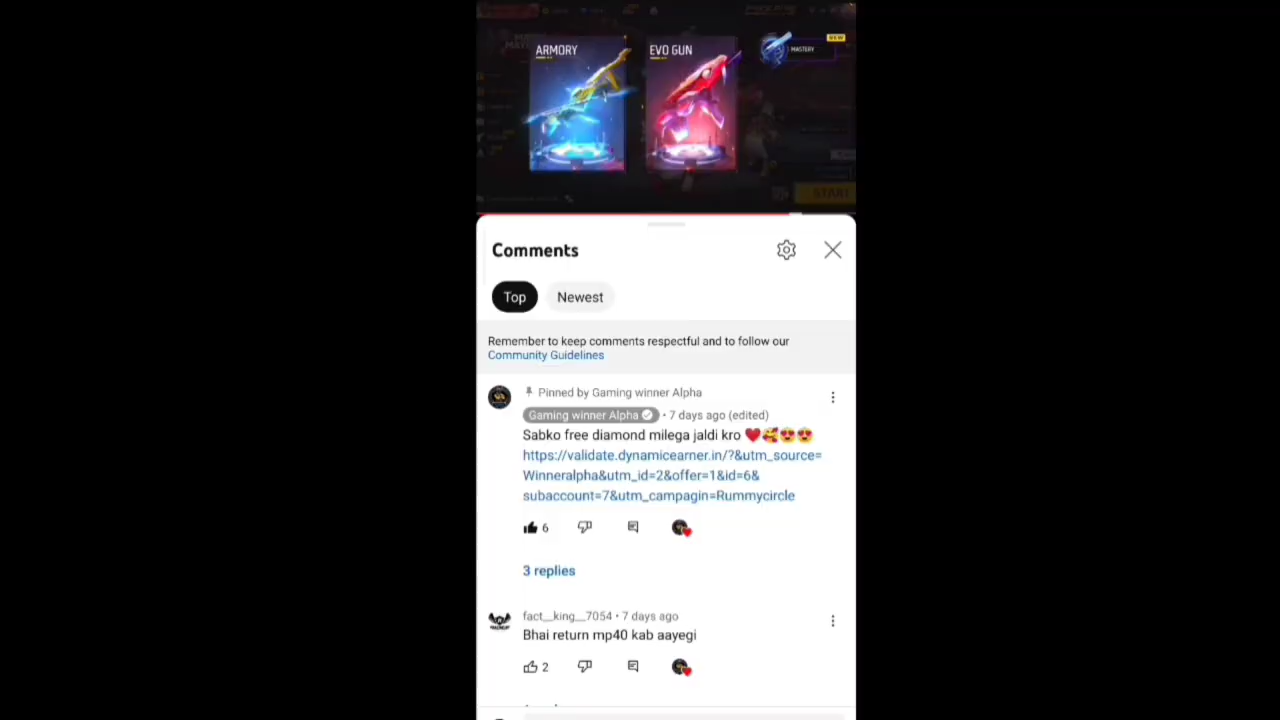 ARMORY
EVO GUN
MASTERY
NEW
START
Comments
Top
Newest
Remember to keep comments respectful and to follow our
Community Guidelines
Pinned by Gaming winner Alpha
Gaming winner Alpha • 7 days ago (edited)
Sabko free diamond milega jaldi kro ❤️🥰😍😍
https://validate.dynamicearner.in/?&utm_source=
Winneralpha&utm_id=2&offer=1&id=6&
subaccount=7&utm_campagin=Rummycircle
6
3 replies
fact__king__7054 • 7 days ago
Bhai return mp40 kab aayegi
2